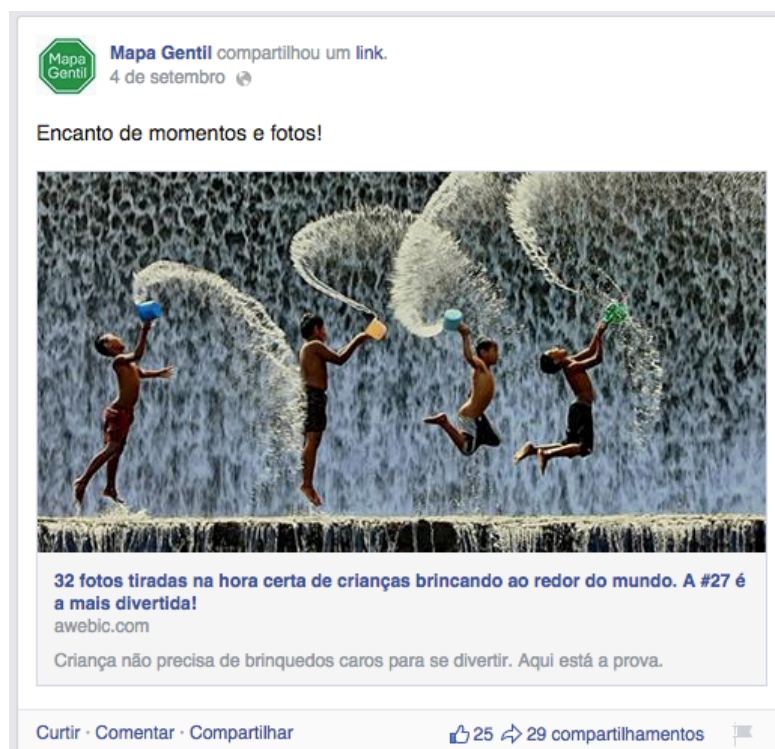 Mapa
Gentil
Mapa Gentil compartilhou um link.
4 de setembro
Encanto de momentos e fotos!
32 fotos tiradas na hora certa de crianças brincando ao redor do mundo. A #27 é
a mais divertida!
awebic.com
Criança não precisa de brinquedos caros para se divertir. Aqui está a prova.
Curtir · Comentar · Compartilhar 25 29 compartilhamentos